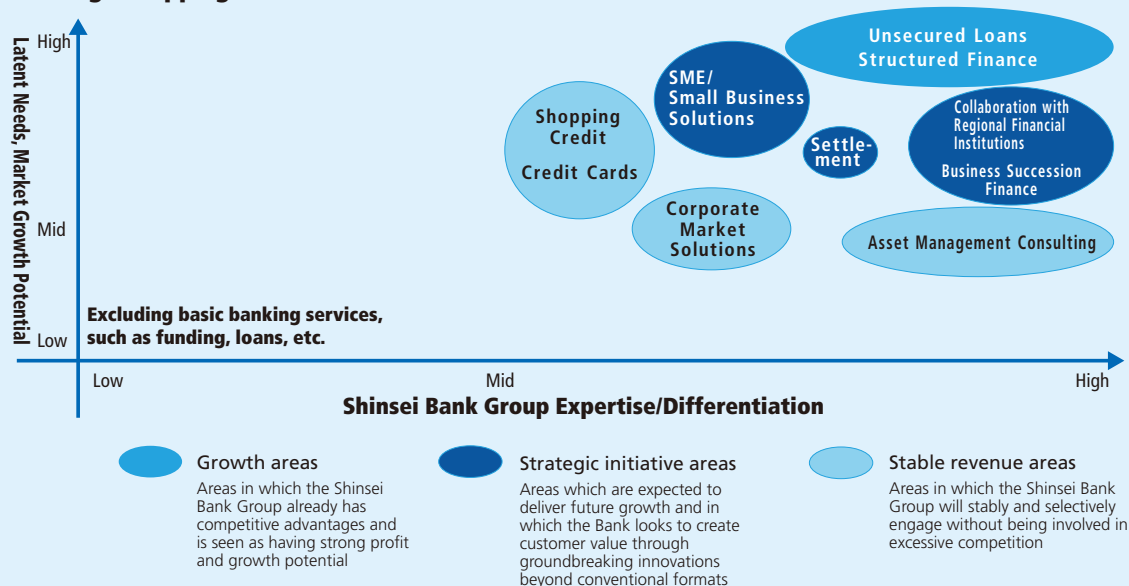 Latent Needs, Market Growth Potential
High
Mid
Low
Unsecured Loans
Structured Finance
SME/
Small Business
Solutions
Shopping
Credit
Credit Cards
Settle-
ment
Collaboration with
Regional Financial
Institutions
Business Succession
Finance
Corporate
Market
Solutions
Asset Management Consulting
Excluding basic banking services,
such as funding, loans, etc.
Low
Mid
High
Shinsei Bank Group Expertise/Differentiation
Growth areas
Areas in which the Shinsei
Bank Group already has
competitive advantages and
is seen as having strong profit
and growth potential
Strategic initiative areas
Areas which are expected to
deliver future growth and in
which the Bank looks to create
customer value through
groundbreaking innovations
beyond conventional formats
Stable revenue areas
Areas in which the Shinsei Bank
Group will stably and selectively
engage without being involved in
excessive competition